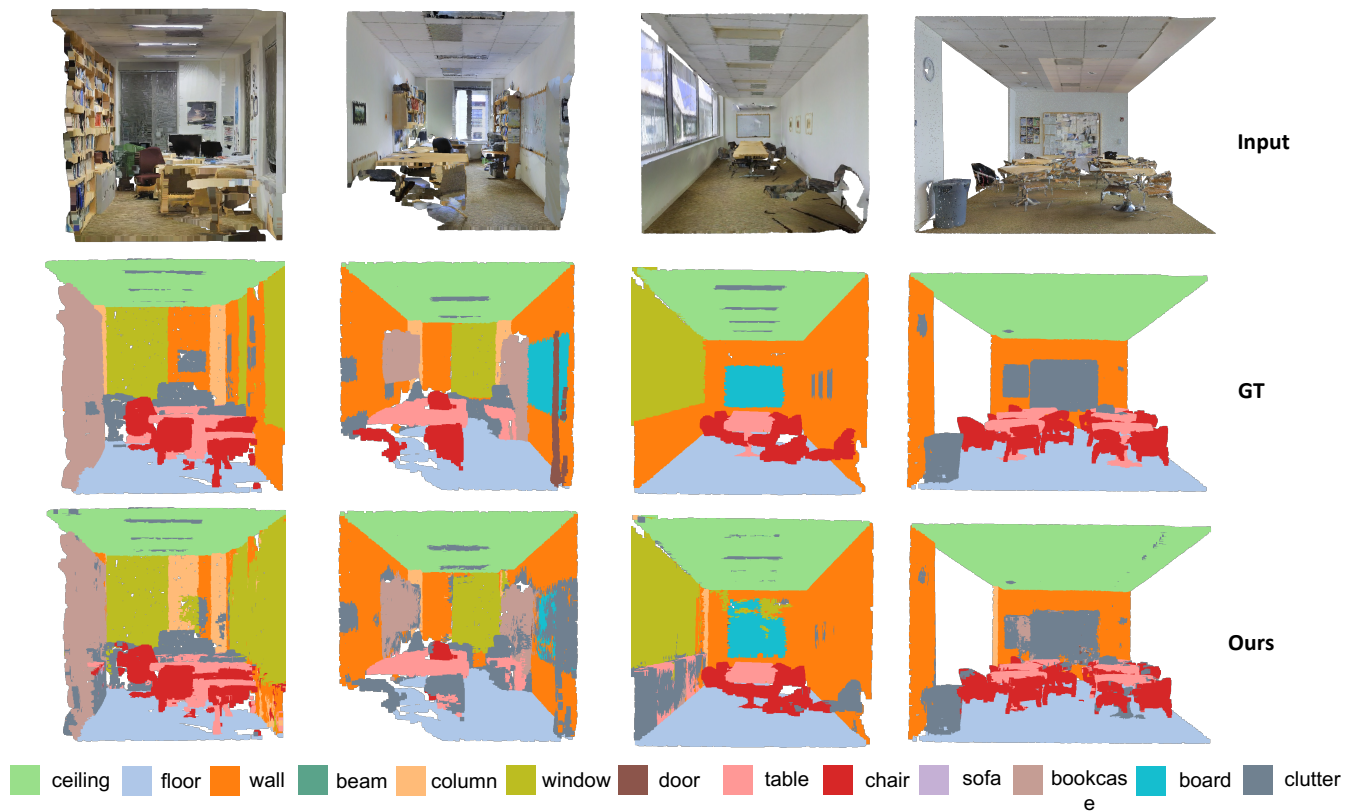 Input
GT
Ours
ceiling floor wall beam column window door table chair sofa bookcas board clutter
e